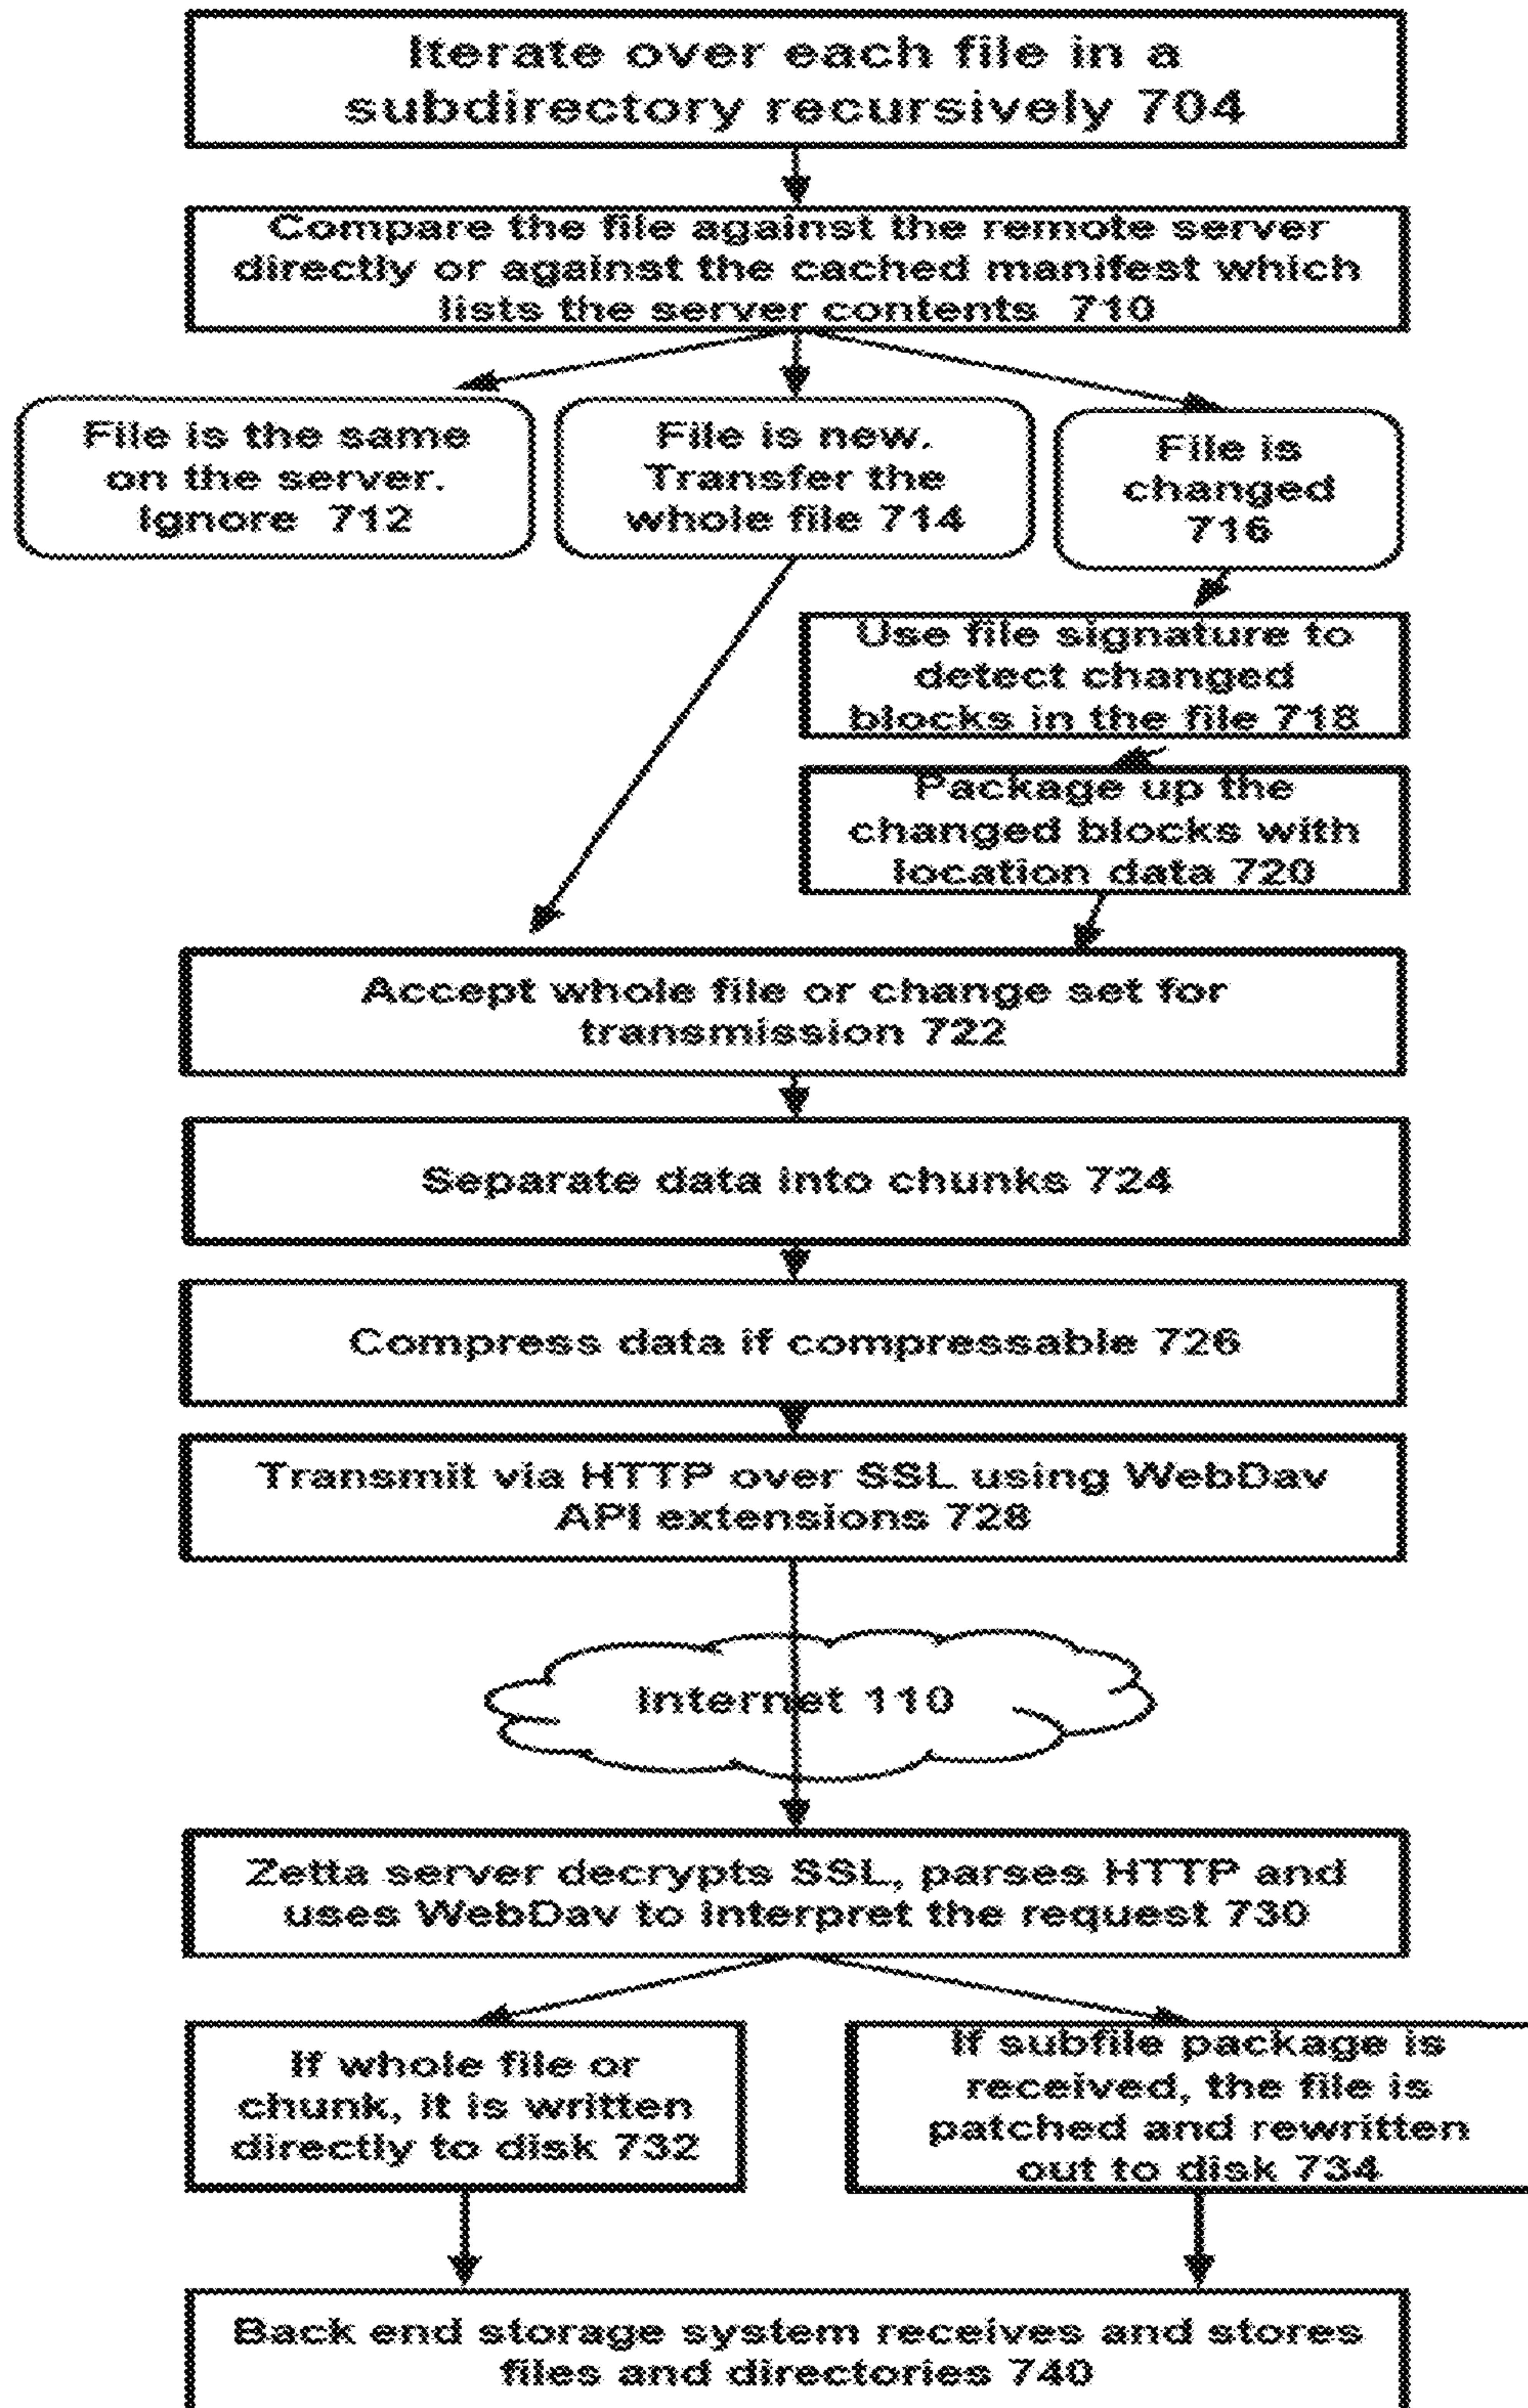 Iterate over each file in a
subdirectory recursively 704
Compare the file against the remote server
directly or against the cached manifest which
lists the server contents 710
File is the same
on the server.
Ignore 712
File is new.
Transfer the
whole file 714
File is
changed
716
Use file signature to
detect changed
blocks in the file 718
Package up the
changed blocks with
location data 720
Accept whole file or change set for
transmission 722
Separate data into chunks 724
Compress data if compressable 726
Transmit via HTTP over SSL using WebDav
API extensions 728
Internet 110
Zetta server decrypts SSL, parses HTTP and
uses WebDav to interpret the request 730
If whole file or
chunk, it is written
directly to disk 732
If subfile package is
received, the file is
patched and rewritten
out to disk 734
Back end storage system receives and stores
files and directories 740